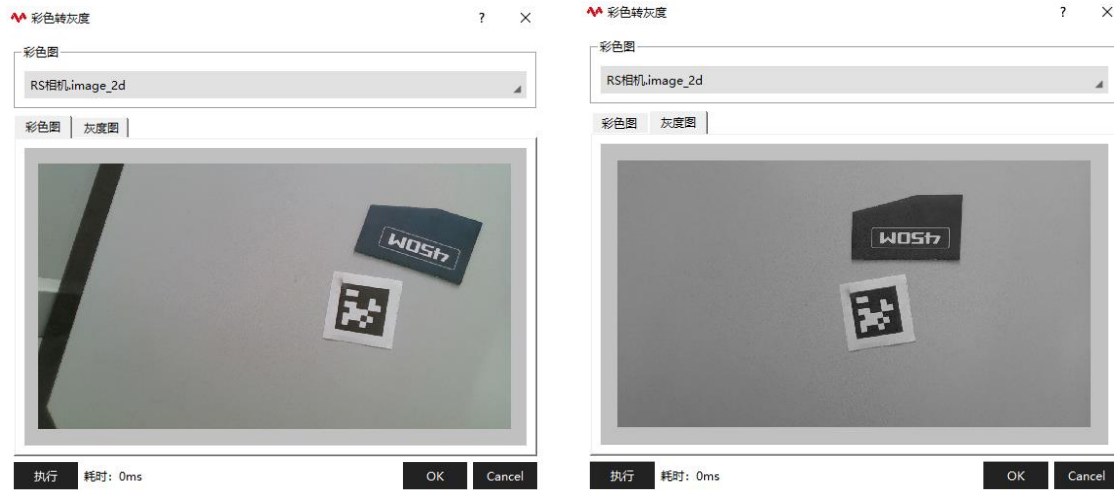 彩色转灰度
?
×
彩色图
RS相机.image_2d
彩色图
灰度图
450M
执行
耗时: 0ms
OK
Cancel
彩色转灰度
?
×
彩色图
RS相机.image_2d
彩色图
灰度图
450M
执行
耗时: 0ms
OK
Cancel